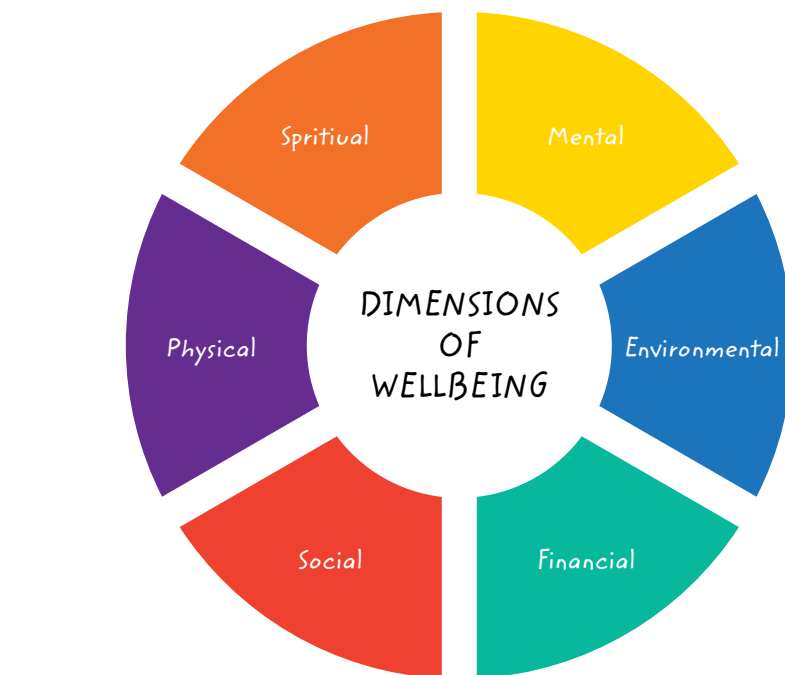 Spritiual
Mental
Physical
DIMENSIONS
OF
WELLBEING
Environmental
Social
Financial